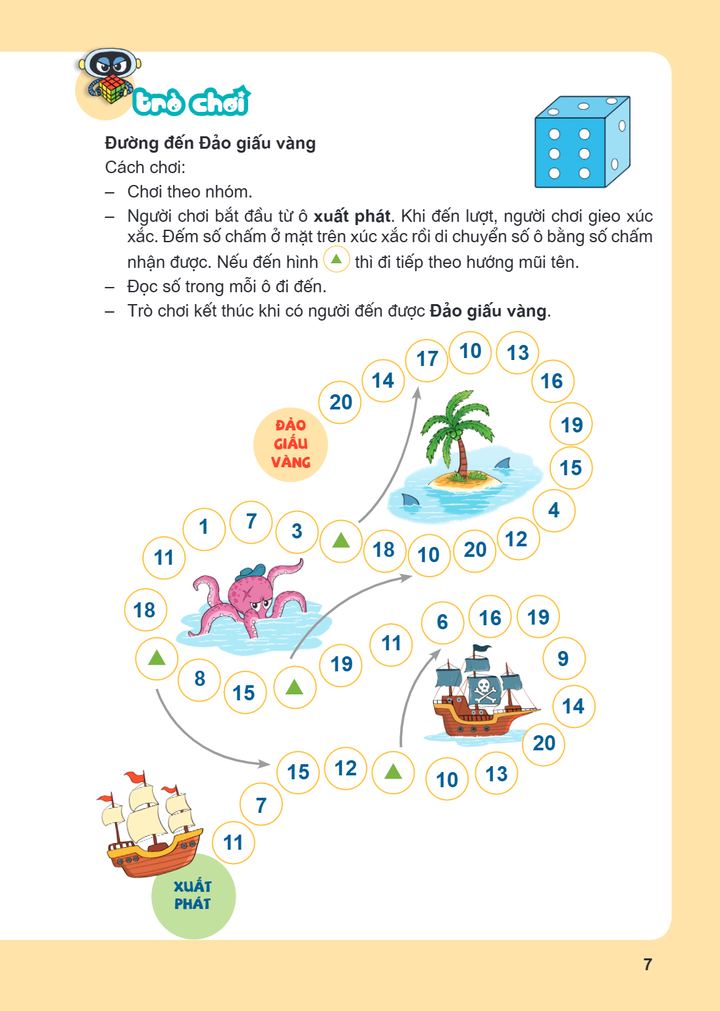 trò chơi
Đường đến Đảo giấu vàng
Cách chơi:
– Chơi theo nhóm.
– Người chơi bắt đầu từ ô xuất phát. Khi đến lượt, người chơi gieo xúc
xắc. Đếm số chấm ở mặt trên xúc xắc rồi di chuyển số ô bằng số chấm
nhận được. Nếu đến hình thì đi tiếp theo hướng mũi tên.
– Đọc số trong mỗi ô đi đến.
– Trò chơi kết thúc khi có người đến được Đảo giấu vàng.
ĐẢO
GIẤU
VÀNG
20
14
17
10
13
16
19
15
4
12
20
10
18
3
7
1
11
18
8
15
19
11
6
16
19
9
14
20
13
10
12
15
7
11
XUẤT
PHÁT
7